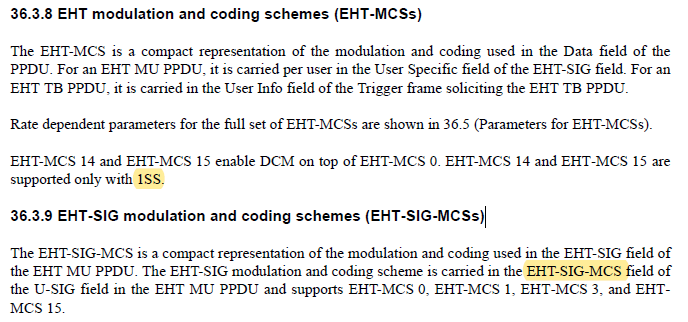 36.3.8 EHT modulation and coding schemes (EHT-MCSs)
The EHT-MCS is a compact representation of the modulation and coding used in the Data field of the
PPDU. For an EHT MU PPDU, it is carried per user in the User Specific field of the EHT-SIG field. For an
EHT TB PPDU, it is carried in the User Info field of the Trigger frame soliciting the EHT TB PPDU.
Rate dependent parameters for the full set of EHT-MCSs are shown in 36.5 (Parameters for EHT-MCSs).
EHT-MCS 14 and EHT-MCS 15 enable DCM on top of EHT-MCS 0. EHT-MCS 14 and EHT-MCS 15 are
supported only with 1SS.
36.3.9 EHT-SIG modulation and coding schemes (EHT-SIG-MCSs)
The EHT-SIG-MCS is a compact representation of the modulation and coding used in the EHT-SIG field of
the EHT MU PPDU. The EHT-SIG modulation and coding scheme is carried in the EHT-SIG-MCS field of
the U-SIG field in the EHT MU PPDU and supports EHT-MCS 0, EHT-MCS 1, EHT-MCS 3, and EHT-
MCS 15.